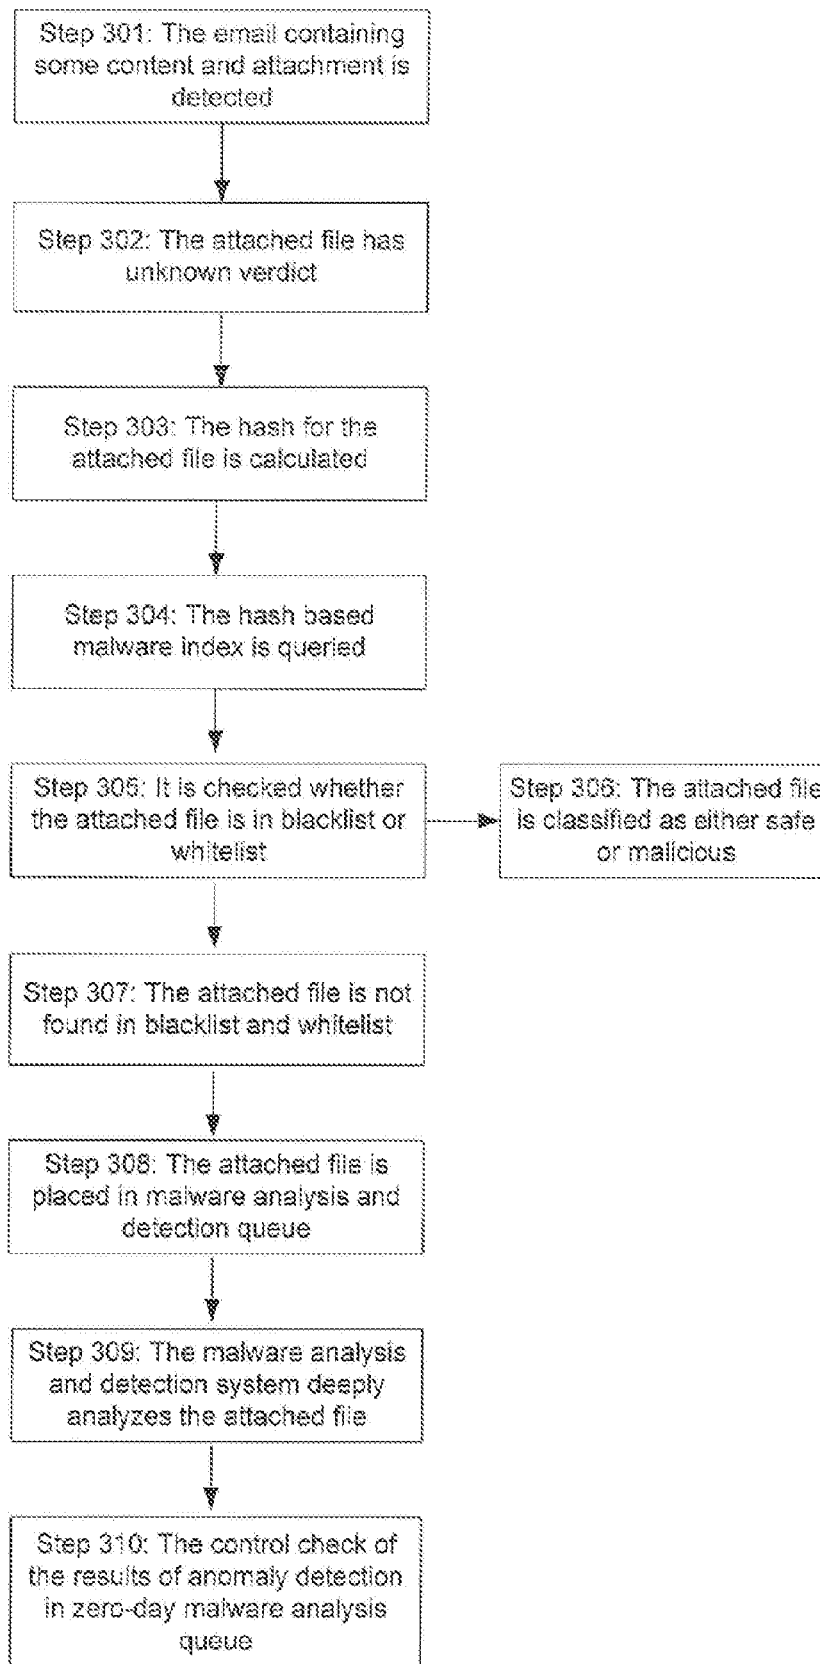 Step 301: The email containing
some content and attachment is
detected
Step 302: The attached file has
unknown verdict
Step 303: The hash for the
attached file is calculated
Step 304: The hash based
malware index is queried
Step 305: It is checked whether
the attached file is in blacklist or
whitelist
Step 306: The attached file
is classified as either safe
or malicious
Step 307: The attached file is not
found in blacklist and whitelist
Step 308: The attached file is
placed in malware analysis and
detection queue
Step 309: The malware analysis
and detection system deeply
analyzes the attached file
Step 310: The control check of
the results of anomaly detection
in zero-day malware analysis
queue